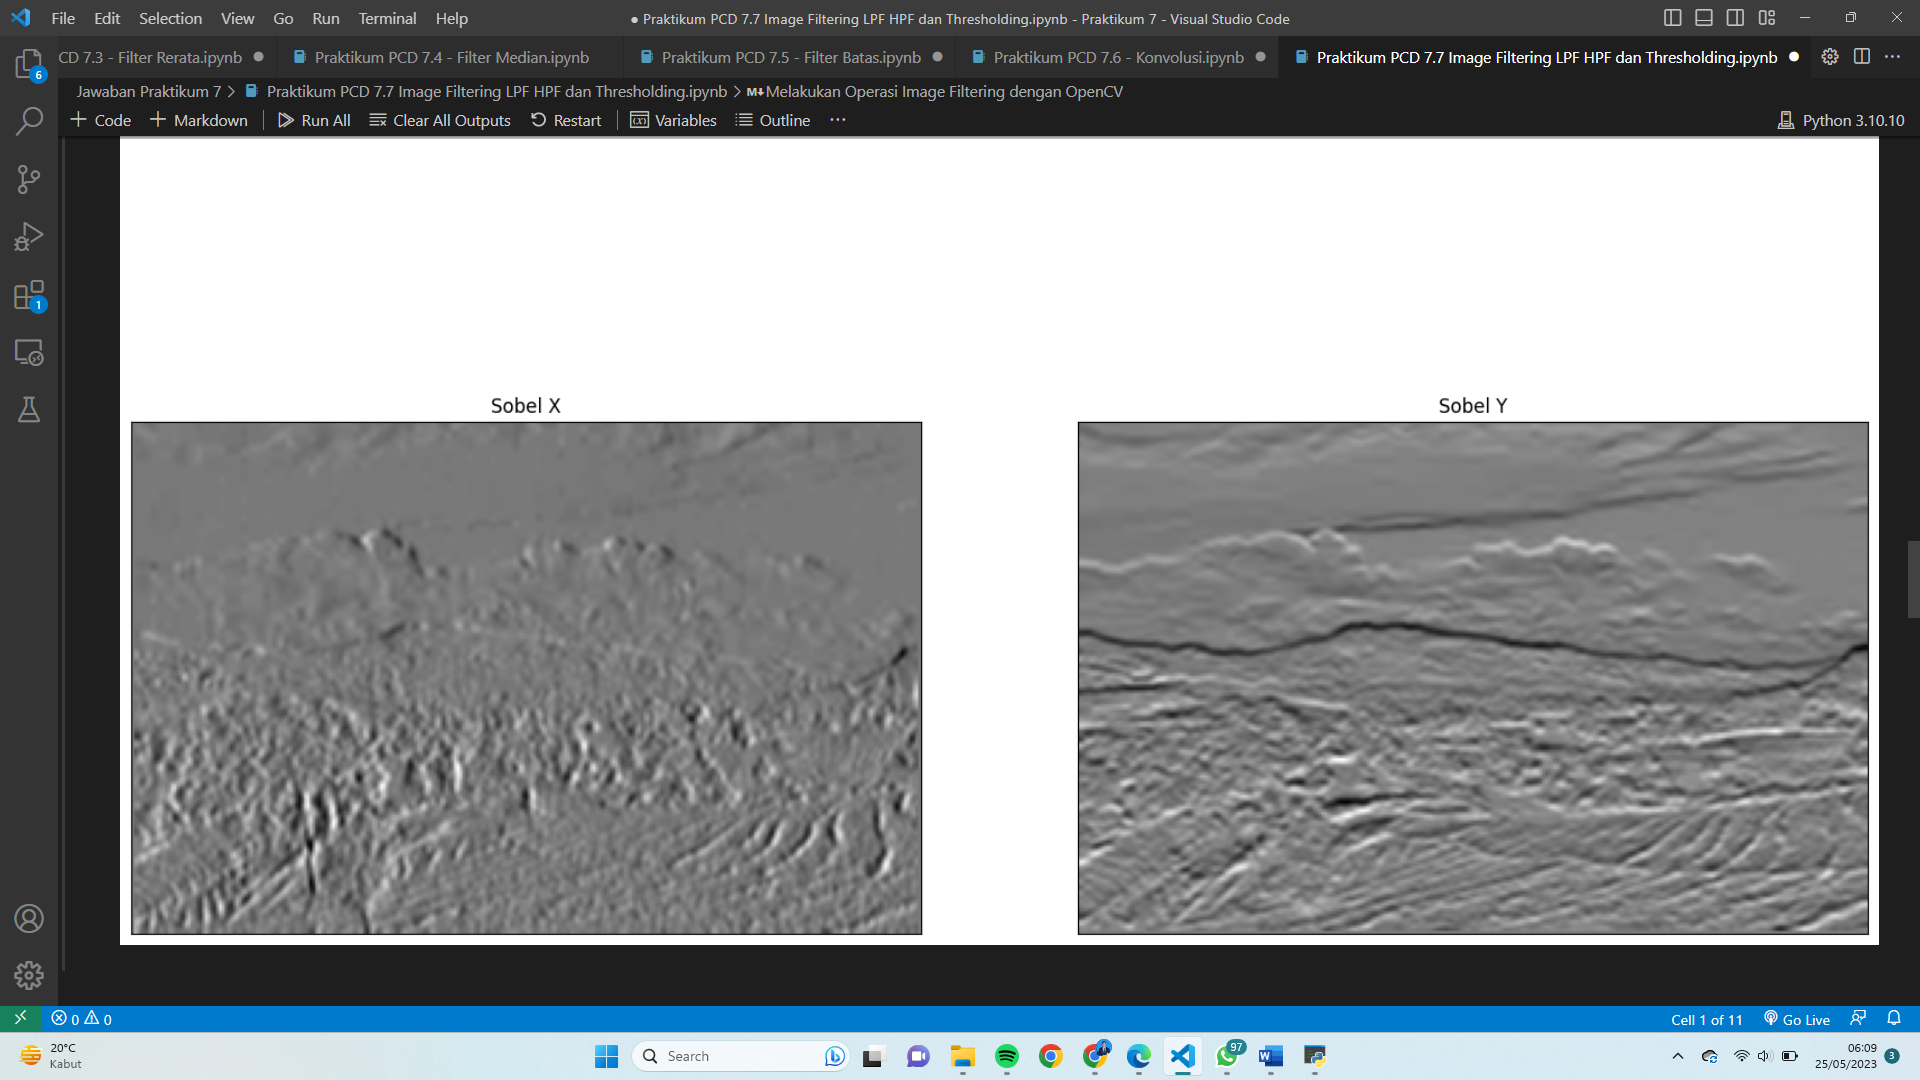 File Edit Selection View Go Run Terminal Help
● Praktikum PCD 7.7 Image Filtering LPF HPF dan Thresholding.ipynb - Praktikum 7 - Visual Studio Code
CD 7.3 - Filter Rerata.ipynb Praktikum PCD 7.4 - Filter Median.ipynb Praktikum PCD 7.5 - Filter Batas.ipynb Praktikum PCD 7.6 - Konvolusi.ipynb Praktikum PCD 7.7 Image Filtering LPF HPF dan Thresholding.ipynb
6
Jawaban Praktikum 7 > Praktikum PCD 7.7 Image Filtering LPF HPF dan Thresholding.ipynb > M↓ Melakukan Operasi Image Filtering dengan OpenCV
+ Code + Markdown Run All Clear All Outputs Restart (x) Variables Outline ···
Python 3.10.10
1
Sobel X
Sobel Y
0 0
Cell 1 of 11 Go Live
20°C
Kabut
Search
97
W
06:09
25/05/2023
3